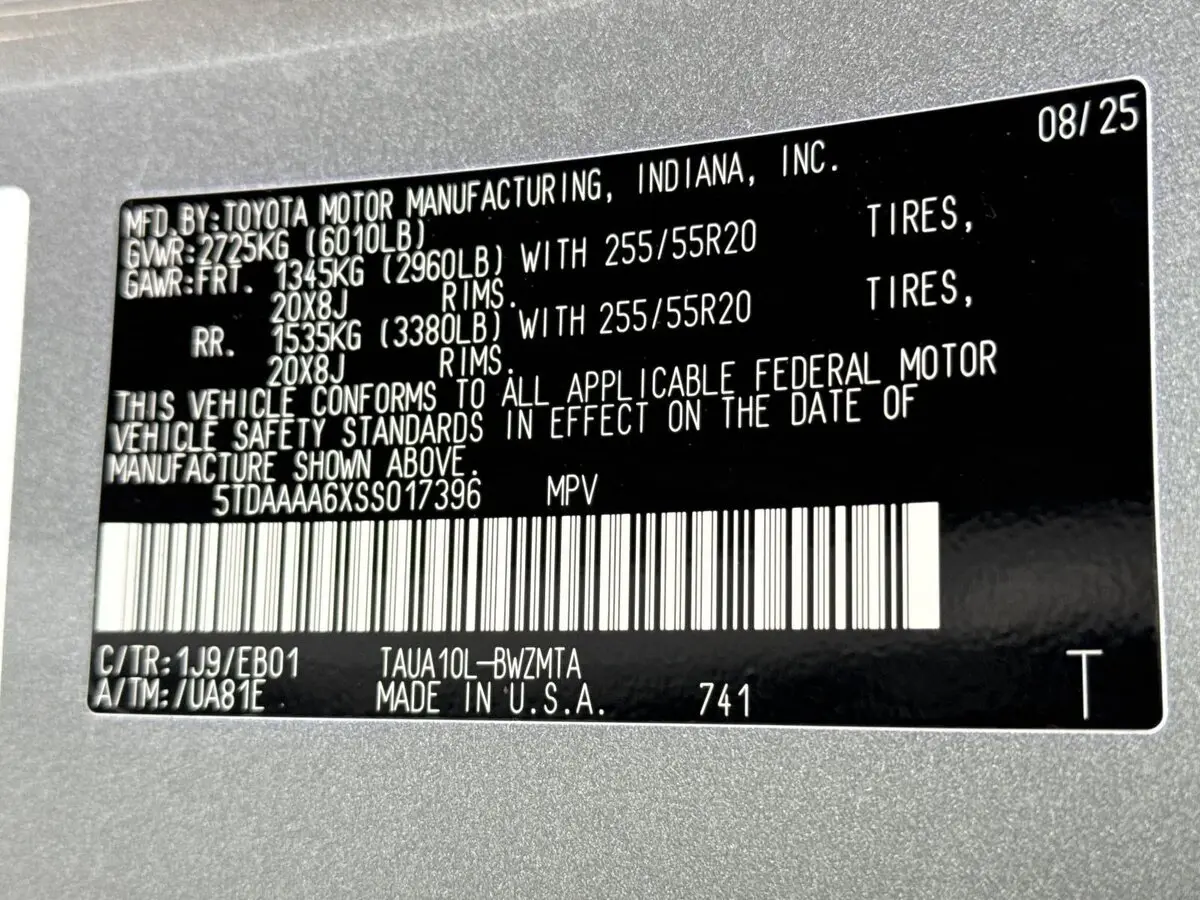 08/25
MFD.BY:TOYOTA MOTOR MANUFACTURING, INDIANA, INC.
GVWR:2725KG (6010LB)
GAWR:FRT. 1345KG (2960LB) WITH 255/55R20 TIRES,
20X8J RIMS.
RR. 1535KG (3380LB) WITH 255/55R20 TIRES,
20X8J RIMS.
THIS VEHICLE CONFORMS TO ALL APPLICABLE FEDERAL MOTOR
VEHICLE SAFETY STANDARDS IN EFFECT ON THE DATE OF
MANUFACTURE SHOWN ABOVE.
5TDAAAA6XSS017396 MPV
C/TR:1J9/EB01 TAUA10L-BWZMTA
A/TM:/UA81E MADE IN U.S.A. 741 T